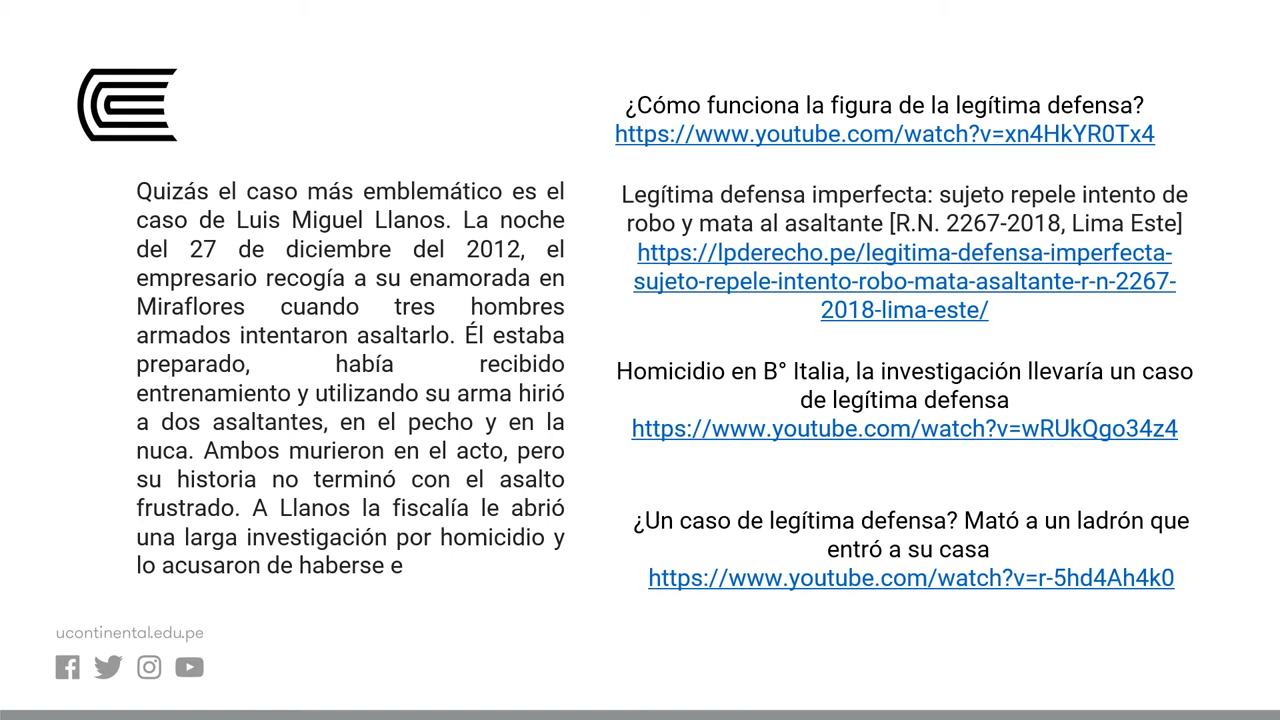 Quizás el caso más emblemático es el
caso de Luis Miguel Llanos. La noche
del 27 de diciembre del 2012, el
empresario recogía a su enamorada en
Miraflores cuando tres hombres
armados intentaron asaltarlo. Él estaba
preparado, había recibido
entrenamiento y utilizando su arma hirió
a dos asaltantes, en el pecho y en la
nuca. Ambos murieron en el acto, pero
su historia no terminó con el asalto
frustrado. A Llanos la fiscalía le abrió
una larga investigación por homicidio y
lo acusaron de haberse e
¿Cómo funciona la figura de la legítima defensa?
https://www.youtube.com/watch?v=xn4HkYR0Tx4
Legítima defensa imperfecta: sujeto repele intento de
robo y mata al asaltante [R.N. 2267-2018, Lima Este]
https://lpderecho.pe/legitima-defensa-imperfecta-
sujeto-repele-intento-robo-mata-asaltante-r-n-2267-
2018-lima-este/
Homicidio en B° Italia, la investigación llevaría un caso
de legítima defensa
https://www.youtube.com/watch?v=wRUkQgo34z4
¿Un caso de legítima defensa? Mató a un ladrón que
entró a su casa
https://www.youtube.com/watch?v=r-5hd4Ah4k0
ucontinental.edu.pe